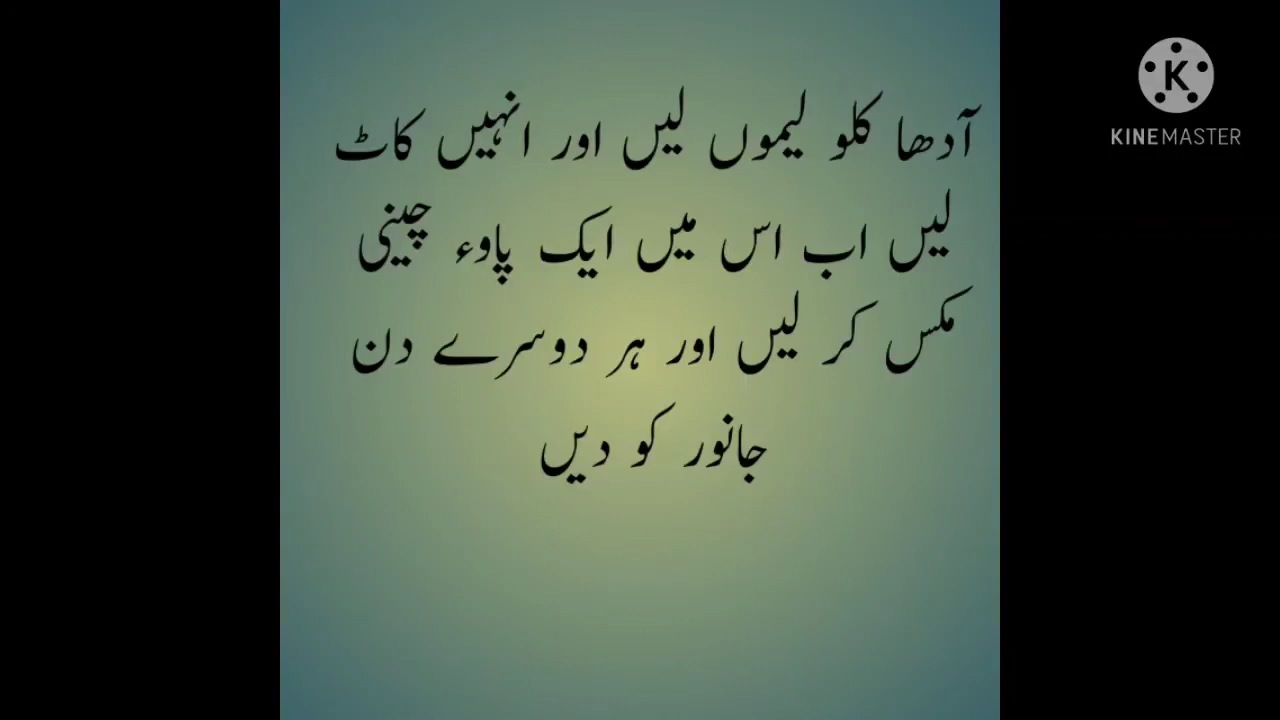 آدھا کلو لیموں لیں اور انہیں کاٹ
لیں اب اس میں ایک پاوء چینی
مکس کر لیں اور ہر دوسرے دن
جانور کو دیں
K
KINEMASTER